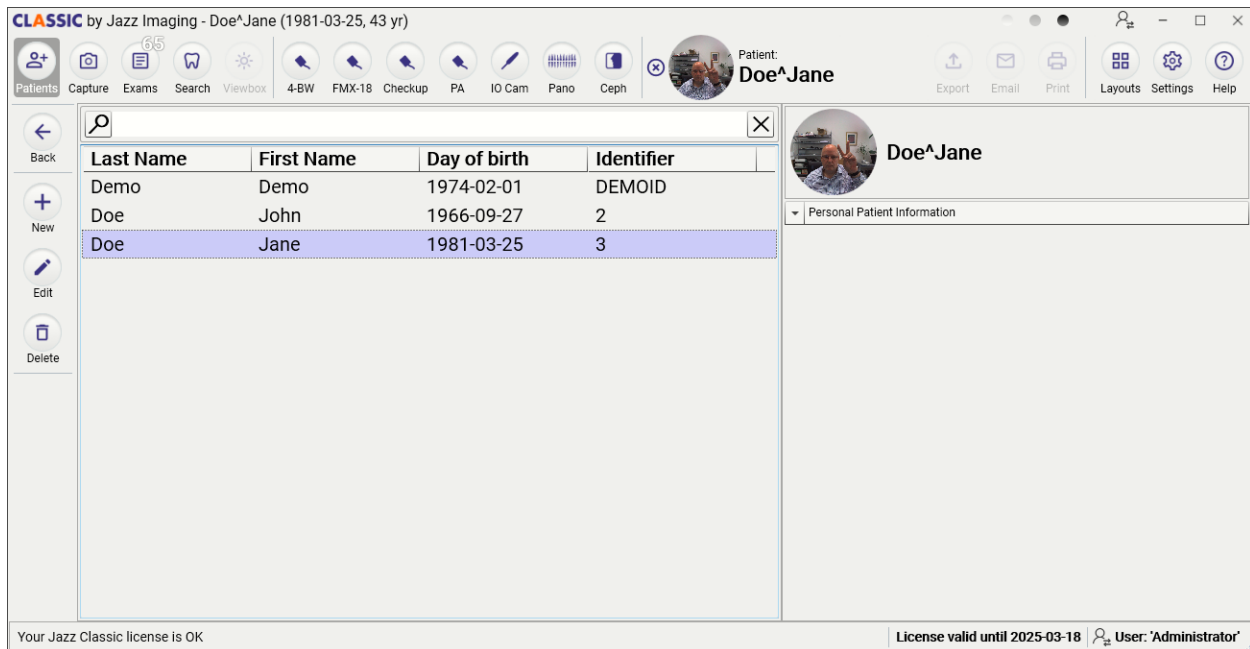 CLASSIC by Jazz Imaging - Doe^Jane (1981-03-25, 43 yr)
65
Patients Capture Exams Search Viewbox 4-BW FMX-18 Checkup PA IO Cam Pano Ceph
Patient:
Doe^Jane
Export Email Print Layouts Settings Help
Back
New
Edit
Delete
Last Name First Name Day of birth Identifier
Demo Demo 1974-02-01 DEMOID
Doe John 1966-09-27 2
Doe Jane 1981-03-25 3
Doe^Jane
Personal Patient Information
Your Jazz Classic license is OK
License valid until 2025-03-18 User: 'Administrator'